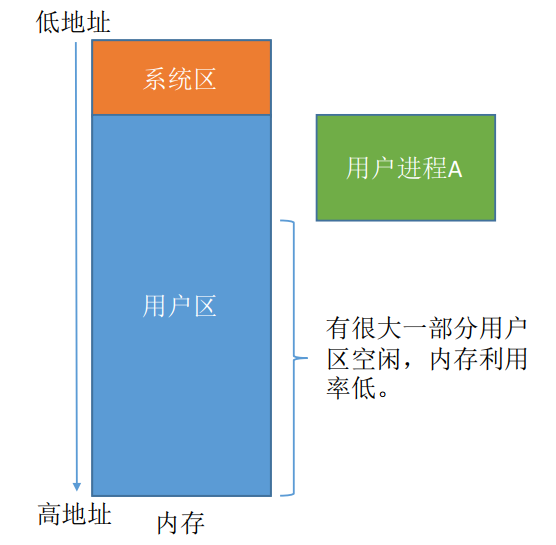 低地址
系统区
用户进程A
用户区
有很大一部分用户
区空闲，内存利用
率低。
高地址
内存